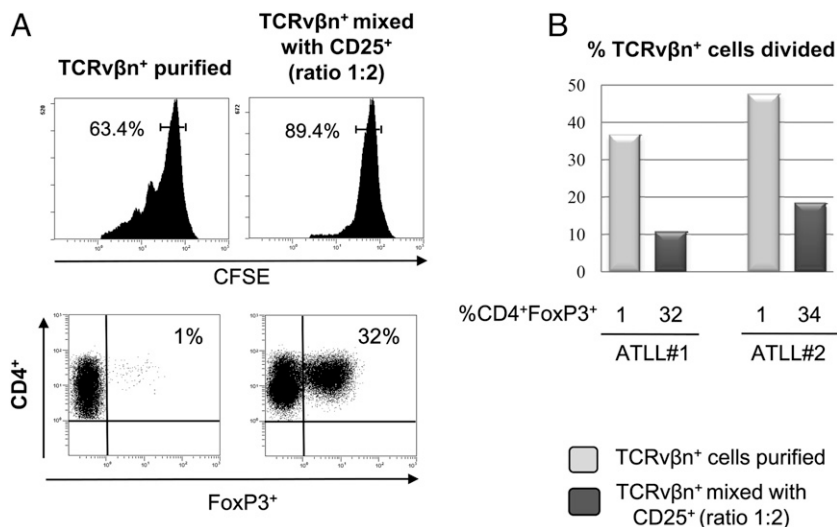 A
TCRvβn⁺ purified
TCRvβn⁺ mixed
with CD25⁺
(ratio 1:2)
63.4%
89.4%
CFSE
1%
32%
CD4⁺
FoxP3⁺
B
% TCRvβn⁺ cells divided
50
40
30
20
10
0
%CD4⁺FoxP3⁺ 1 32 1 34
ATLL#1 ATLL#2
TCRvβn⁺ cells purified
TCRvβn⁺ mixed with
CD25⁺ (ratio 1:2)